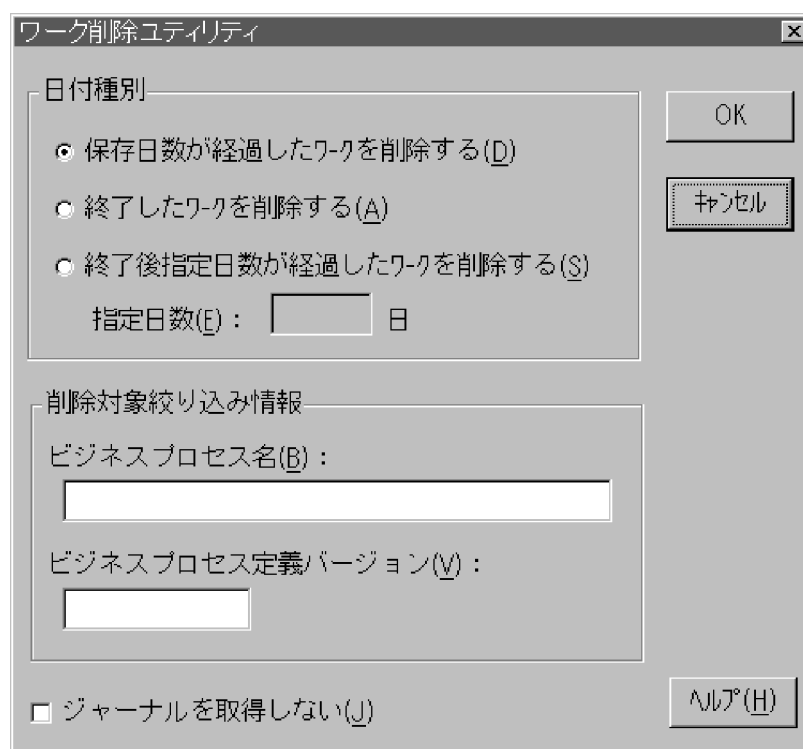 ワーク削除ユティリティ
日付種別
保存日数が経過したﾜｰｸを削除する(D)
終了したﾜｰｸを削除する(A)
終了後指定日数が経過したﾜｰｸを削除する(S)
指定日数(E)： 日
削除対象絞り込み情報
ビジネスプロセス名(B)：
ビジネスプロセス定義バージョン(V)：
ジャーナルを取得しない(J)
OK
ｷｬﾝｾﾙ
ﾍﾙﾌﾟ(H)